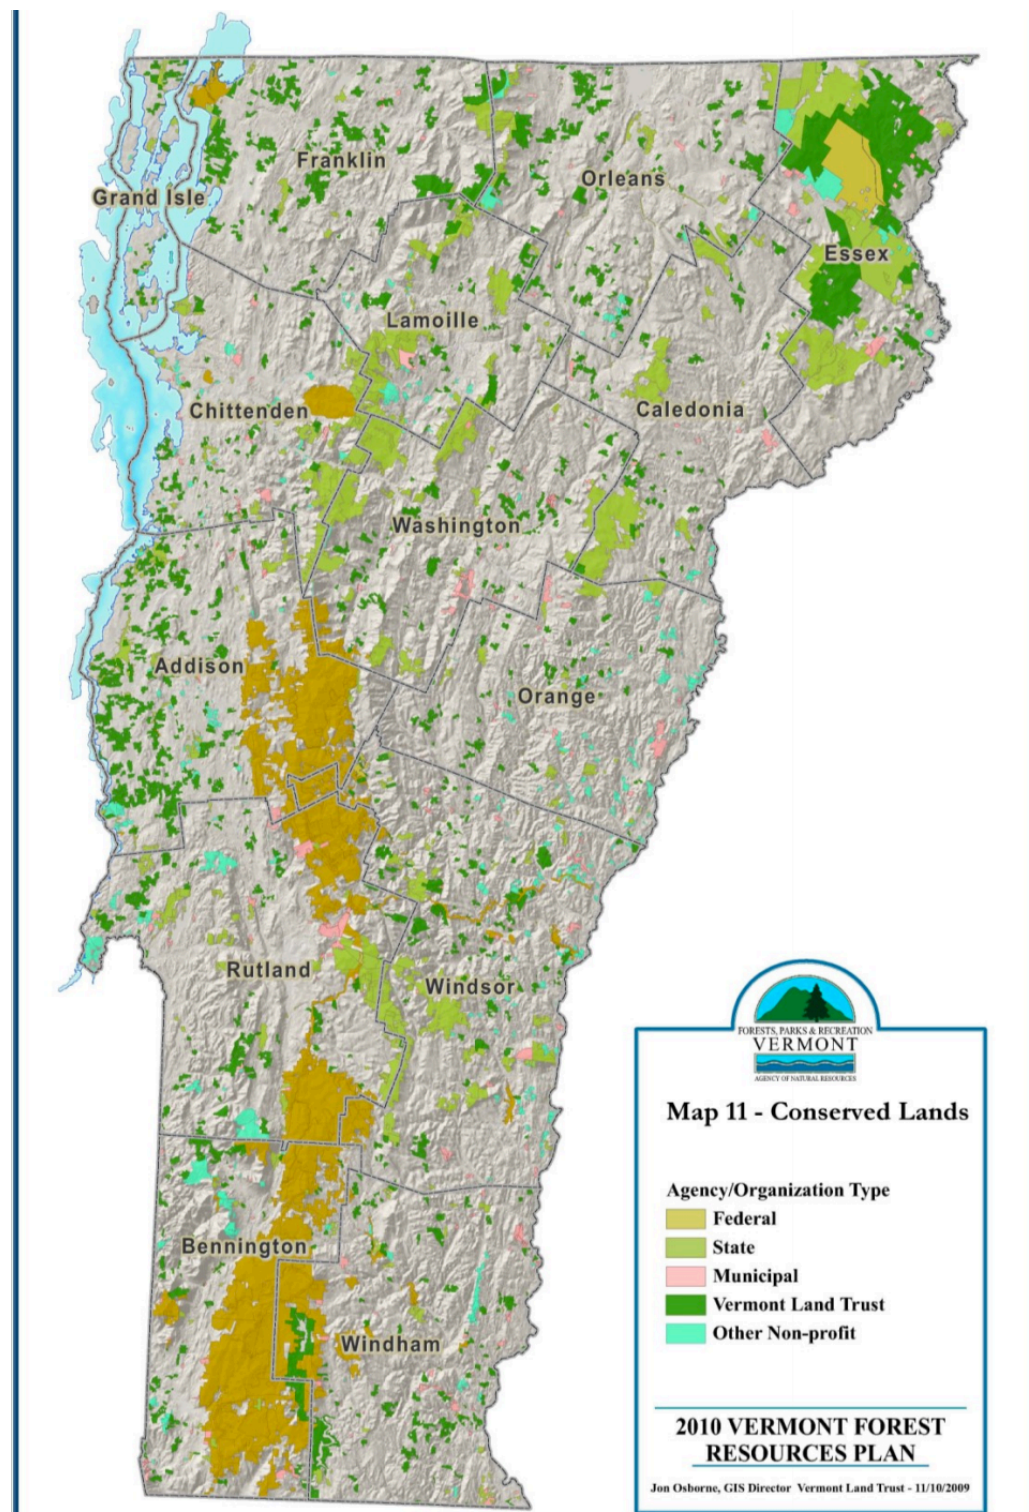 Franklin
Orleans
Grand Isle
Essex
Lamoille
Chittenden
Caledonia
Washington
Addison
Orange
Rutland
Windsor
Bennington
Windham
FORESTS, PARKS & RECREATION
VERMONT
AGENCY OF NATURAL RESOURCES
Map 11 - Conserved Lands
Agency/Organization Type
Federal
State
Municipal
Vermont Land Trust
Other Non-profit
2010 VERMONT FOREST
RESOURCES PLAN
Jon Osborne, GIS Director Vermont Land Trust - 11/10/2009